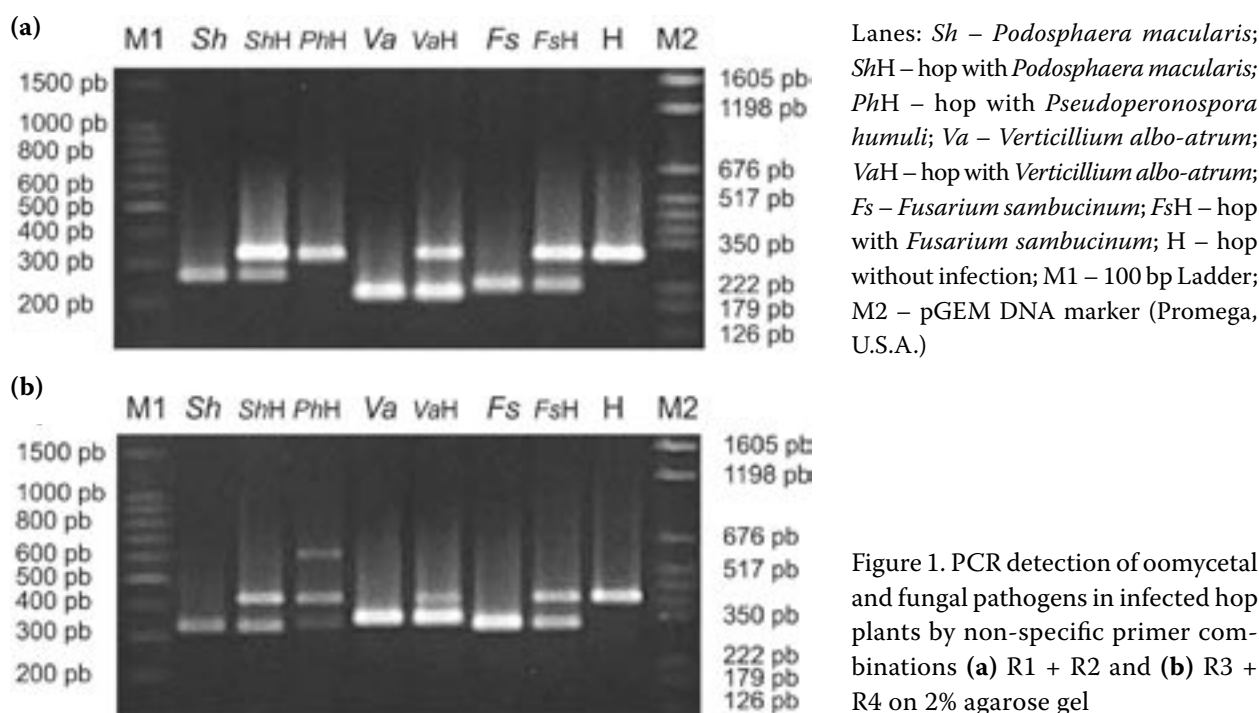 (a)
M1 Sh ShH PhH Va VaH Fs FsH H M2
1500 pb
1000 pb
800 pb
600 pb
500 pb
400 pb
300 pb
200 pb
1605 pb
1198 pb
676 pb
517 pb
350 pb
222 pb
179 pb
126 pb
Lanes: Sh – Podosphaera macularis;
ShH – hop with Podosphaera macularis;
PhH – hop with Pseudoperonospora
humuli; Va – Verticillium albo-atrum;
VaH – hop with Verticillium albo-atrum;
Fs – Fusarium sambucinum; FsH – hop
with Fusarium sambucinum; H – hop
without infection; M1 – 100 bp Ladder;
M2 – pGEM DNA marker (Promega,
U.S.A.)
(b)
M1 Sh ShH PhH Va VaH Fs FsH H M2
1500 pb
1000 pb
800 pb
600 pb
500 pb
400 pb
300 pb
200 pb
1605 pb
1198 pb
676 pb
517 pb
350 pb
222 pb
179 pb
126 pb
Figure 1. PCR detection of oomycetal
and fungal pathogens in infected hop
plants by non-specific primer com-
binations (a) R1 + R2 and (b) R3 +
R4 on 2% agarose gel